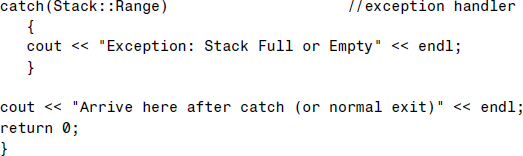 catch(Stack::Range)                    //exception handler
   {
   cout << "Exception: Stack Full or Empty" << endl;
   }

cout << "Arrive here after catch (or normal exit)" << endl;
return 0;
}